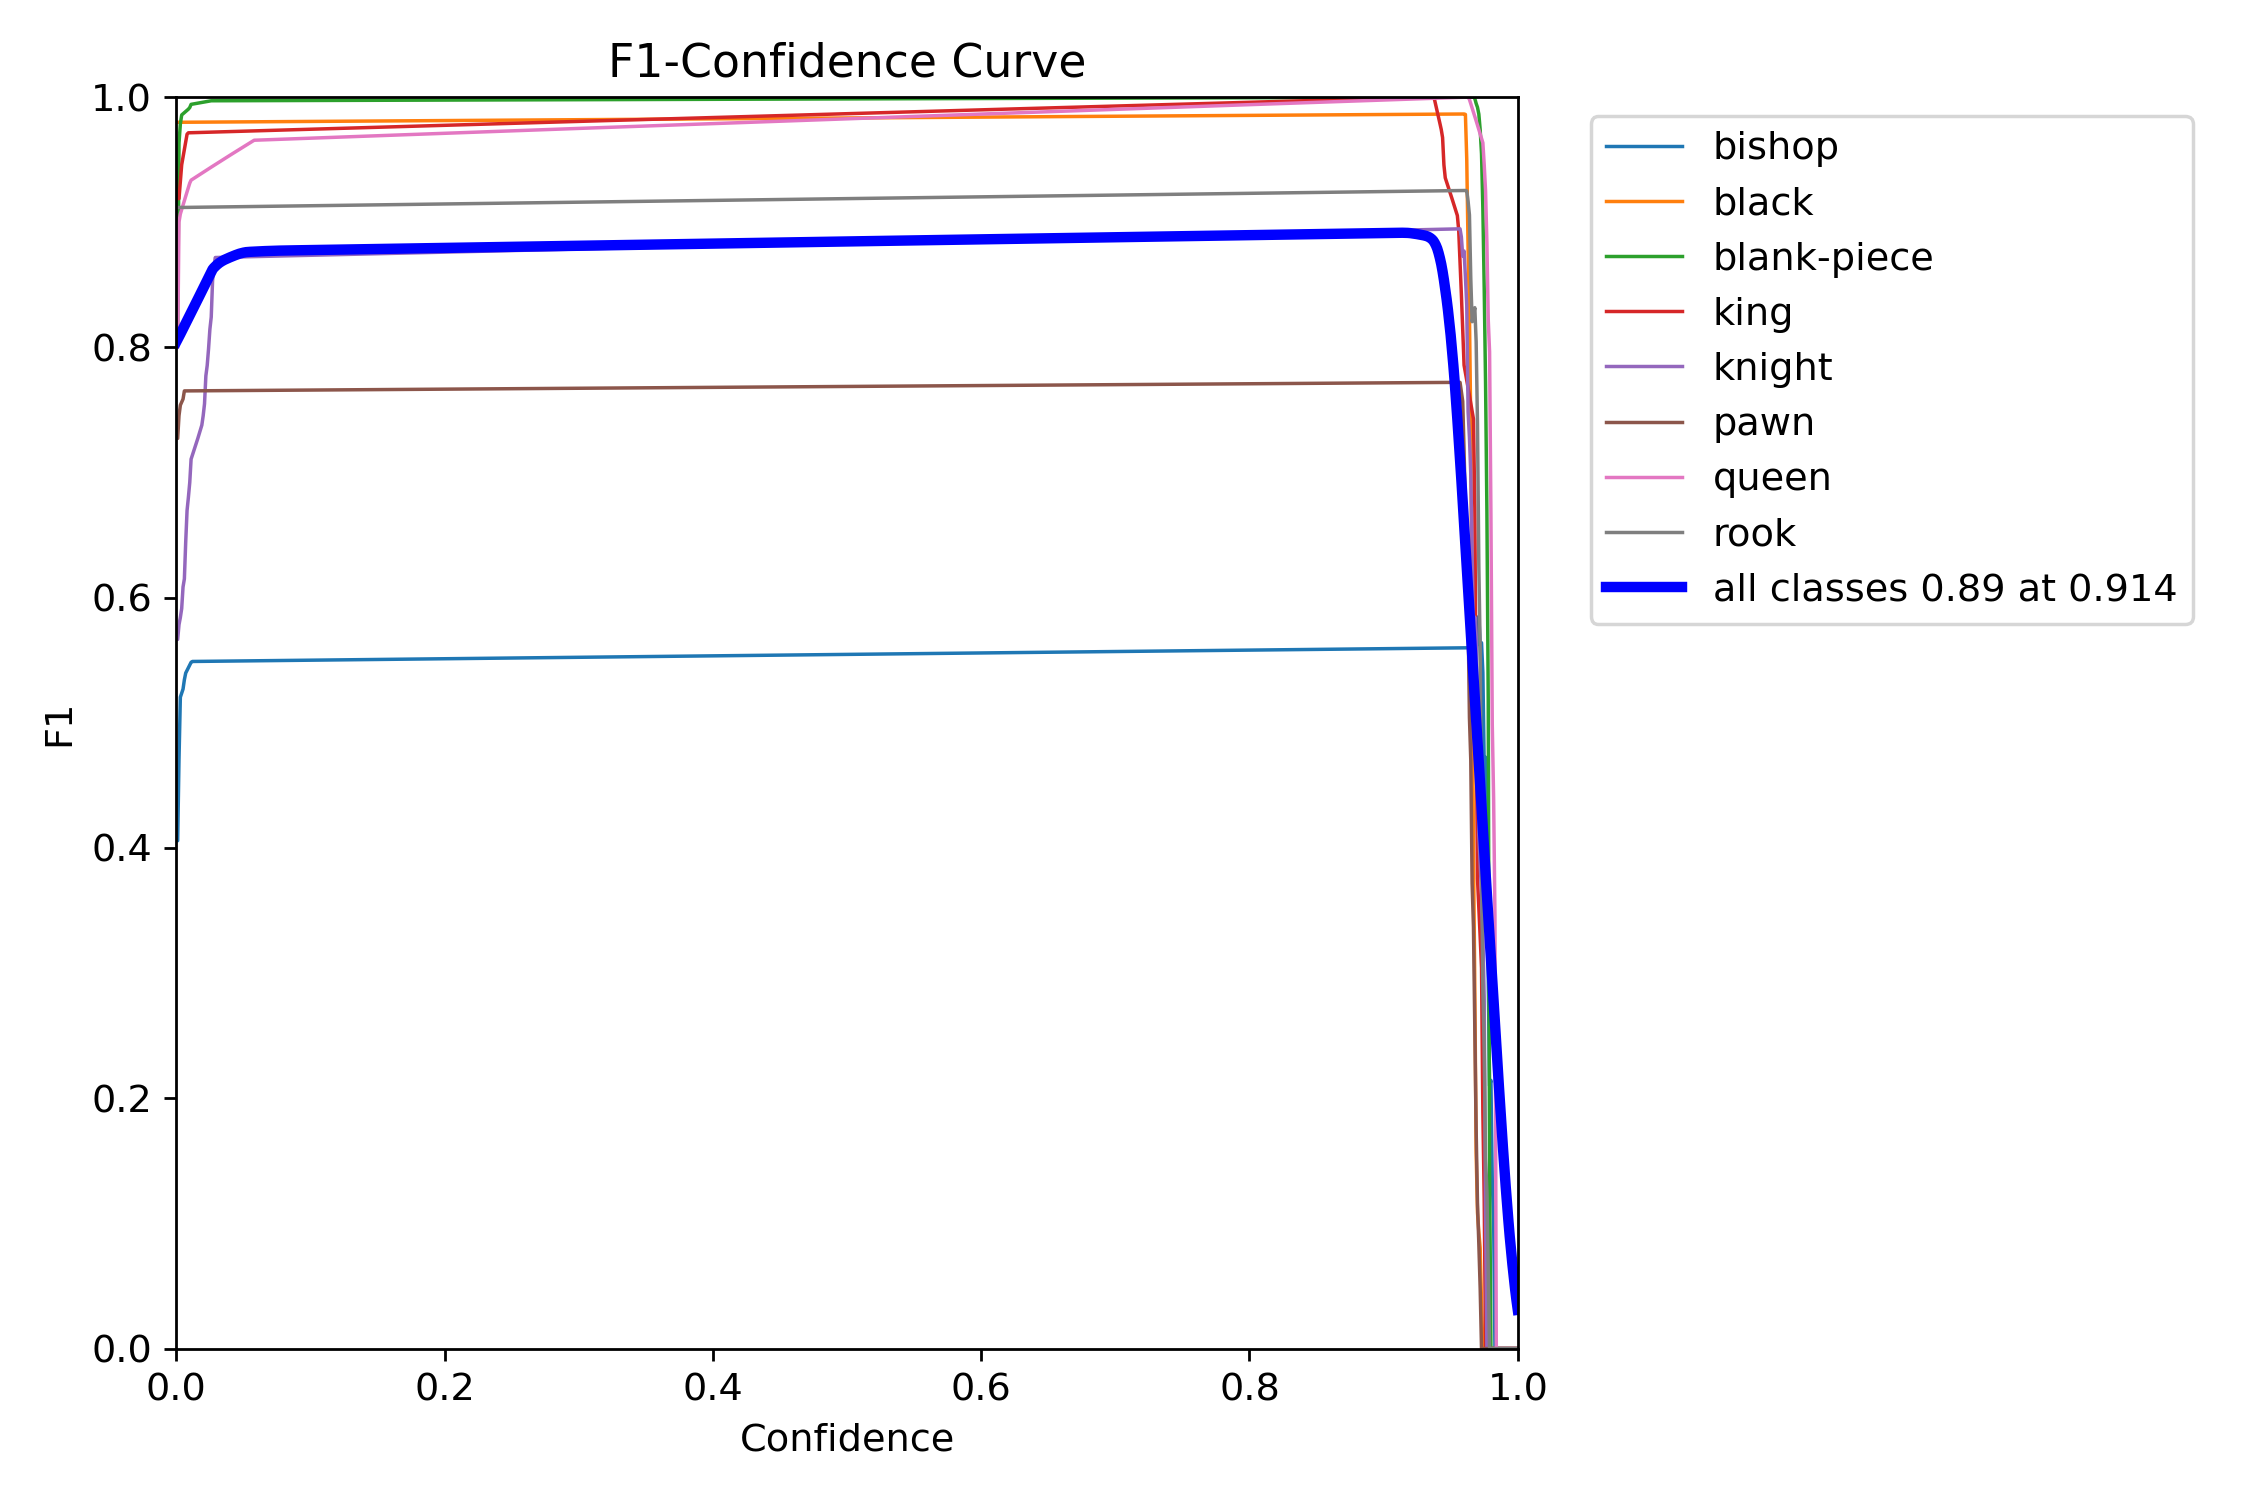 F1-Confidence Curve
1.0
0.8
0.6
0.4
0.2
0.0
F1
0.0 0.2 0.4 0.6 0.8 1.0
Confidence
bishop
black
blank-piece
king
knight
pawn
queen
rook
all classes 0.89 at 0.914